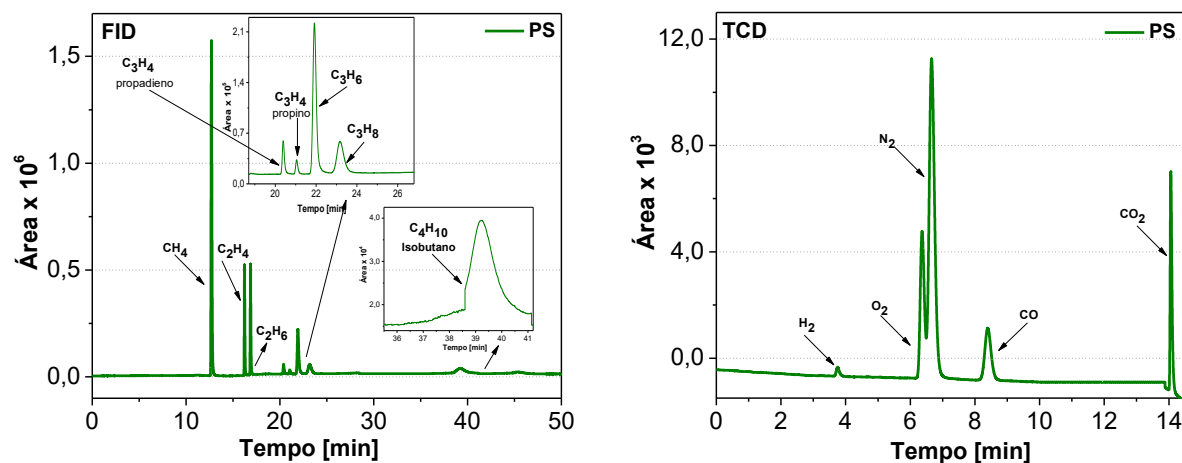 FID
PS
Área x 10⁶
1,5
1,0
0,5
0,0
0
10
20
30
40
50
Tempo [min]
C₃H₄
propadieno
CH₄
C₂H₄
C₂H₆
Área x 10⁵
2,1
1,4
0,7
0,0
20
22
24
26
Tempo [min]
C₃H₄
propino
C₃H₆
C₃H₈
Área x 10⁴
4,0
3,0
2,0
36
37
38
39
40
41
Tempo [min]
C₄H₁₀
Isobutano
TCD
PS
Área x 10³
12,0
8,0
4,0
0,0
0
2
4
6
8
10
12
14
Tempo [min]
H₂
O₂
N₂
CO
CO₂